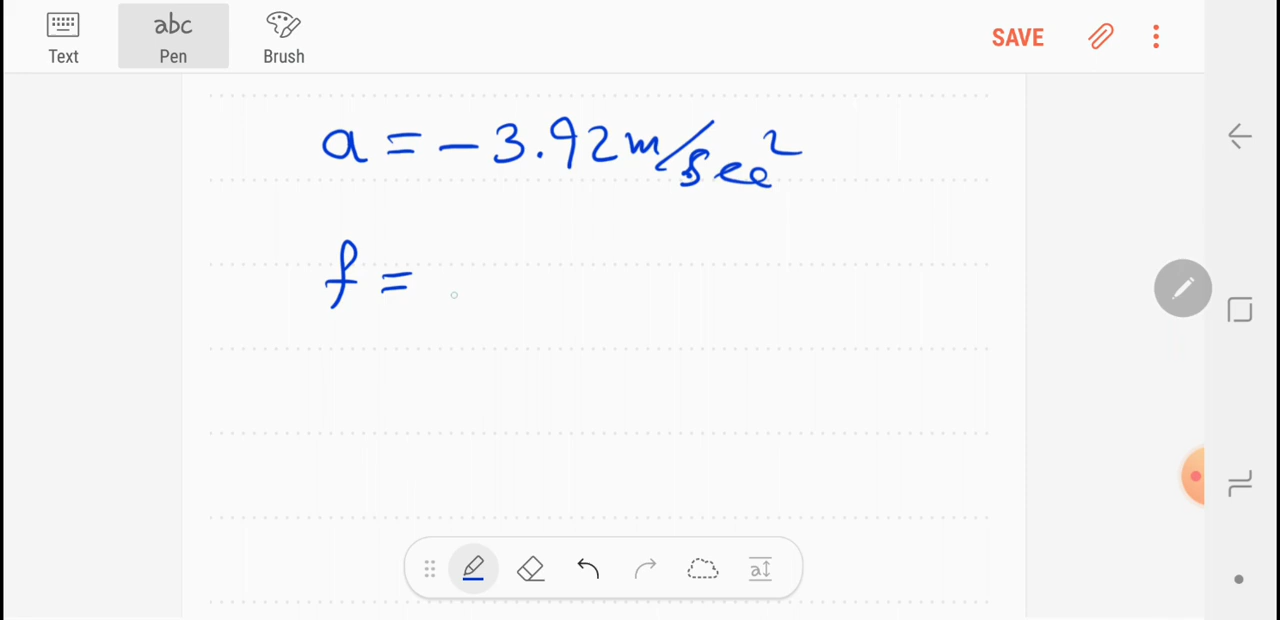 Text abc Pen Brush SAVE
a = -3.92 m/sec²
f =
a